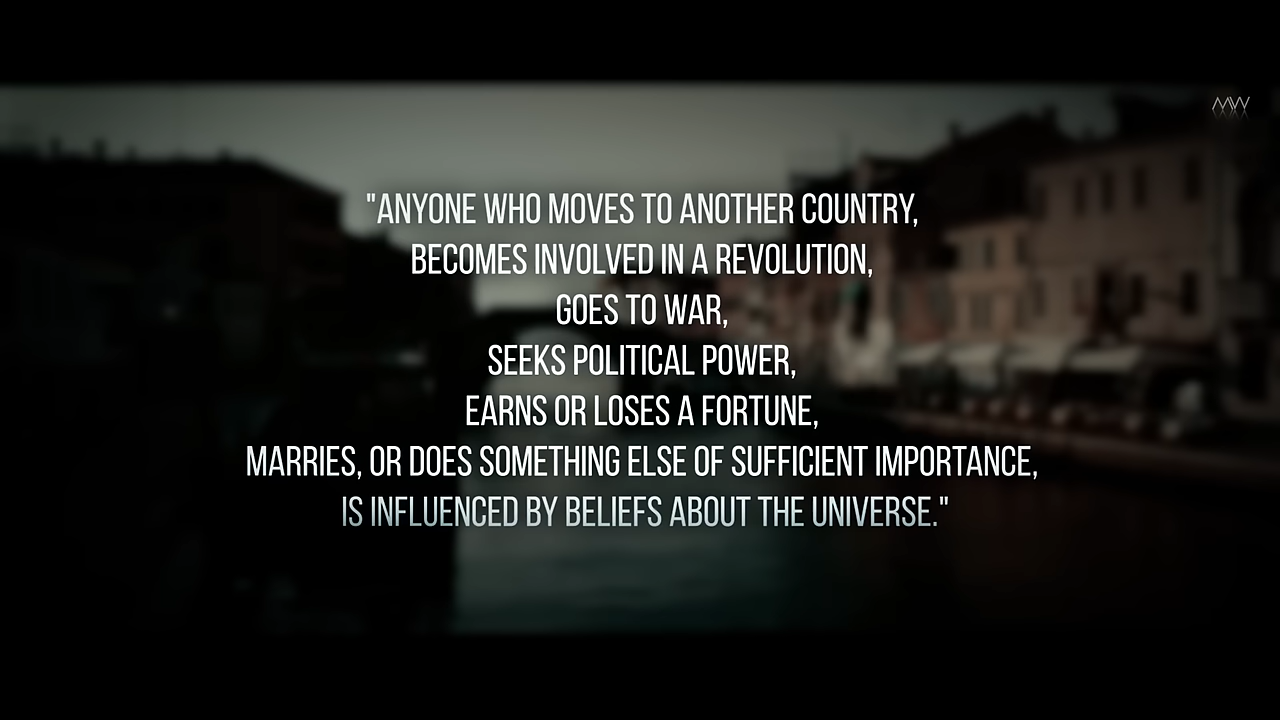 MW
"ANYONE WHO MOVES TO ANOTHER COUNTRY,
BECOMES INVOLVED IN A REVOLUTION,
GOES TO WAR,
SEEKS POLITICAL POWER,
EARNS OR LOSES A FORTUNE,
MARRIES, OR DOES SOMETHING ELSE OF SUFFICIENT IMPORTANCE,
IS INFLUENCED BY BELIEFS ABOUT THE UNIVERSE."